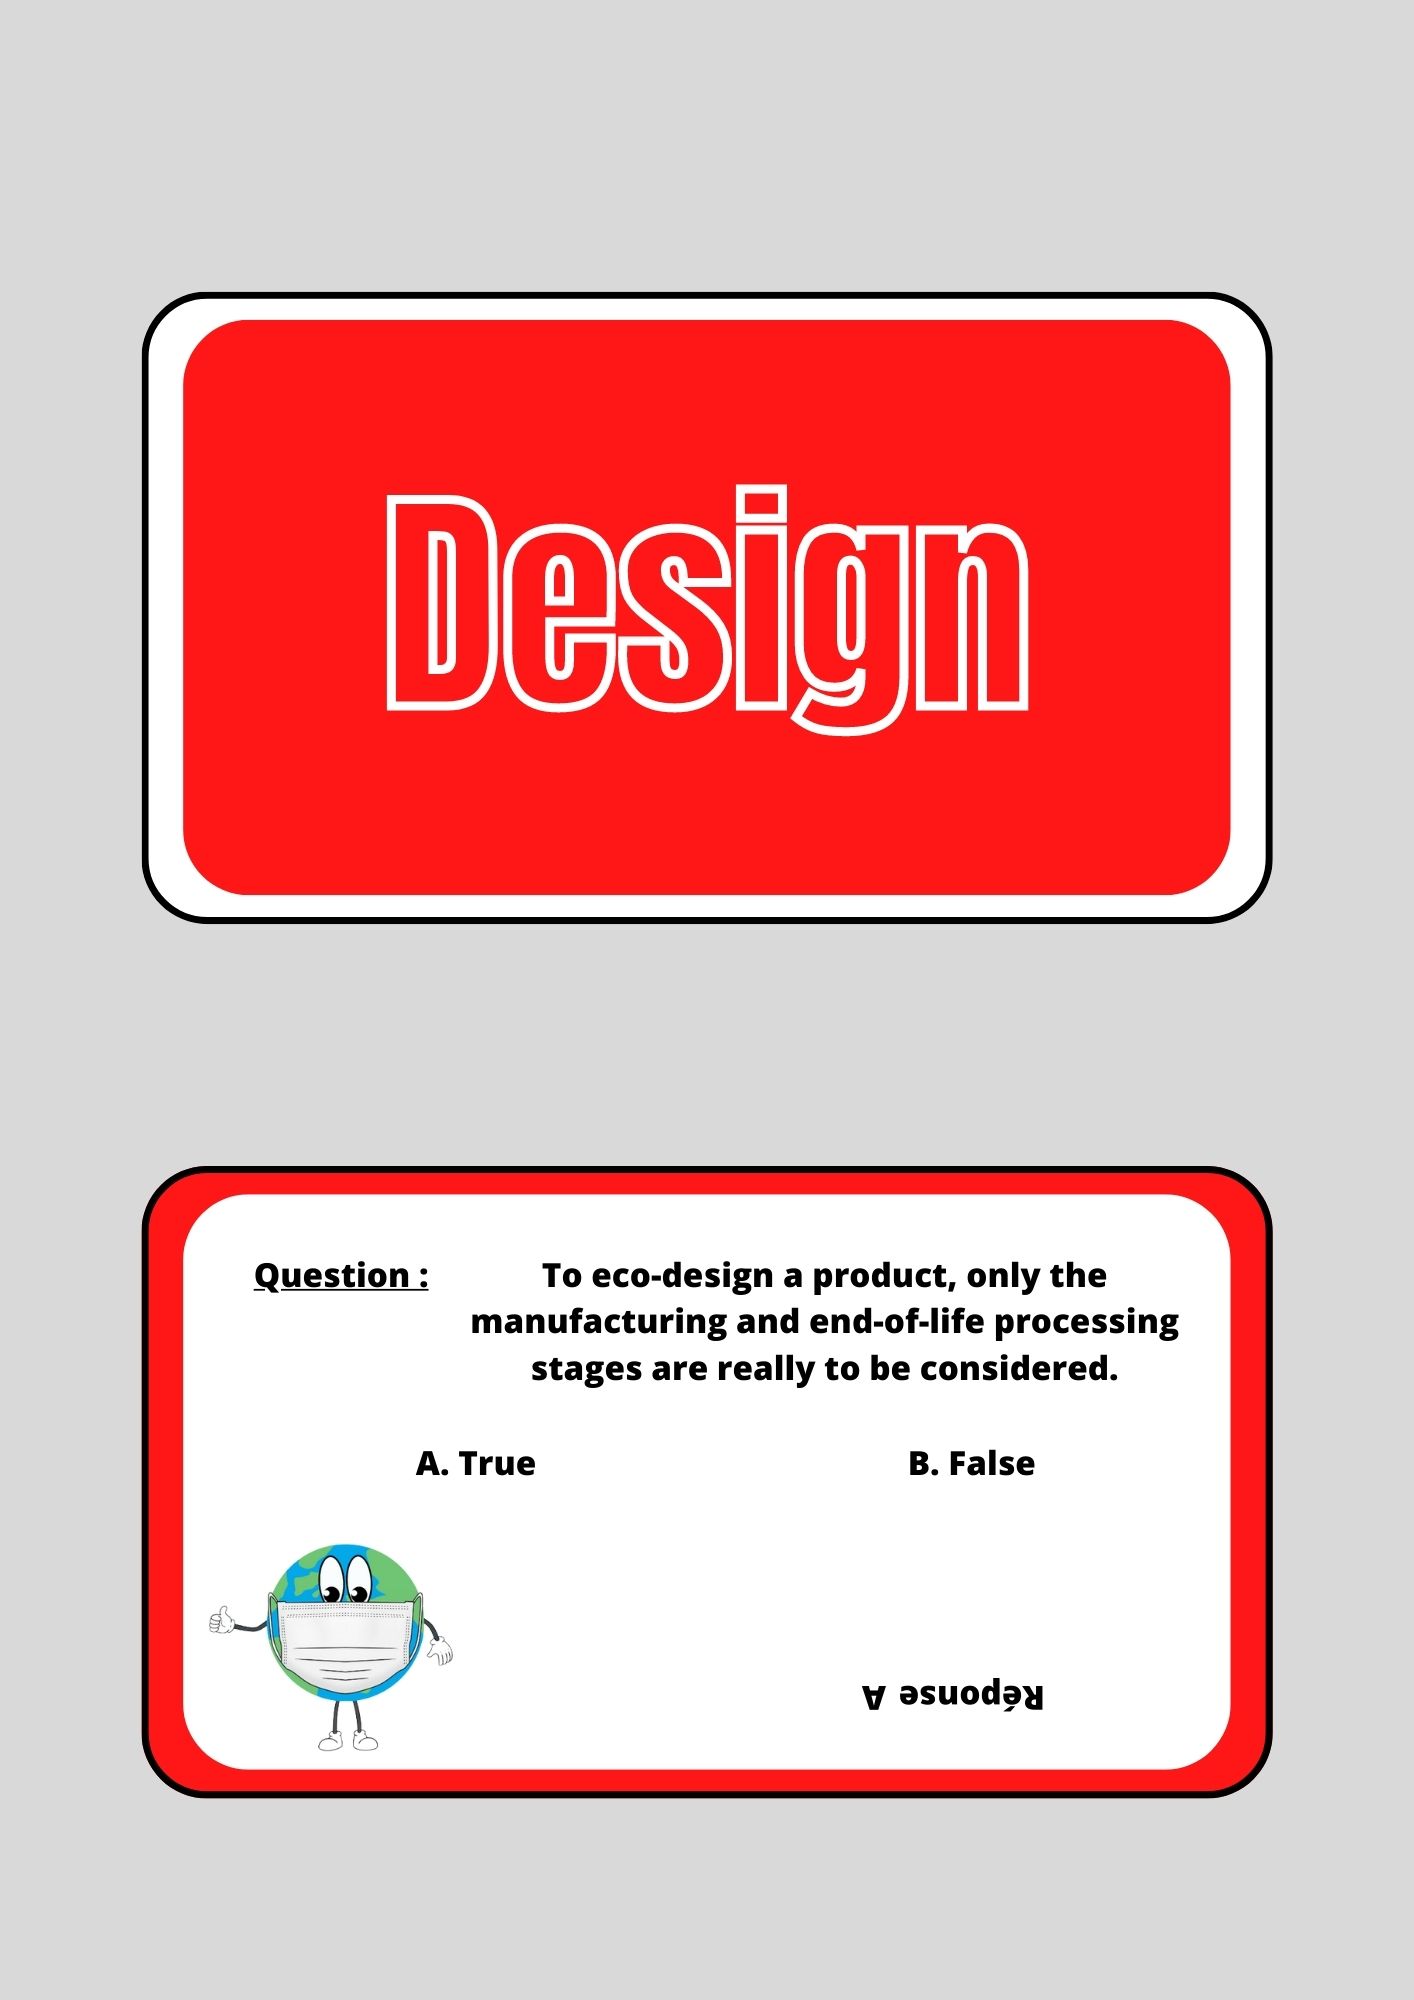 Design
Question :
To eco-design a product, only the
manufacturing and end-of-life processing
stages are really to be considered.
A. True
B. False
Réponse A